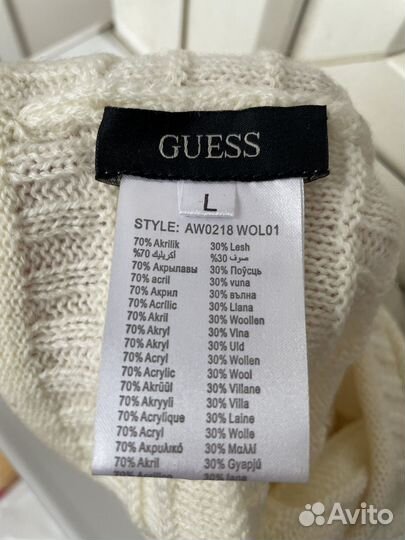 GUESS
L
STYLE: AW0218 WOL01
70% Akrilik 30% Lesh
70% أكريليك 30% صوف
70% Акрылавы 30% Поўсць
70% acril 30% vuna
70% Акрил 30% вълна
70% Acrílic 30% Llana
70% Akril 30% Woollen
70% Akryl 30% Vlna
70% Akryl 30% Uld
70% Acryl 30% Wollen
70% Acrylic 30% Wool
70% Akrüül 30% Villane
70% Akryyli 30% Villa
70% Acrylique 30% Laine
70% Acryl 30% Wolle
70% Ακρυλικό 30% Μαλλί
70% Akril 30% Gyapjú
Avito